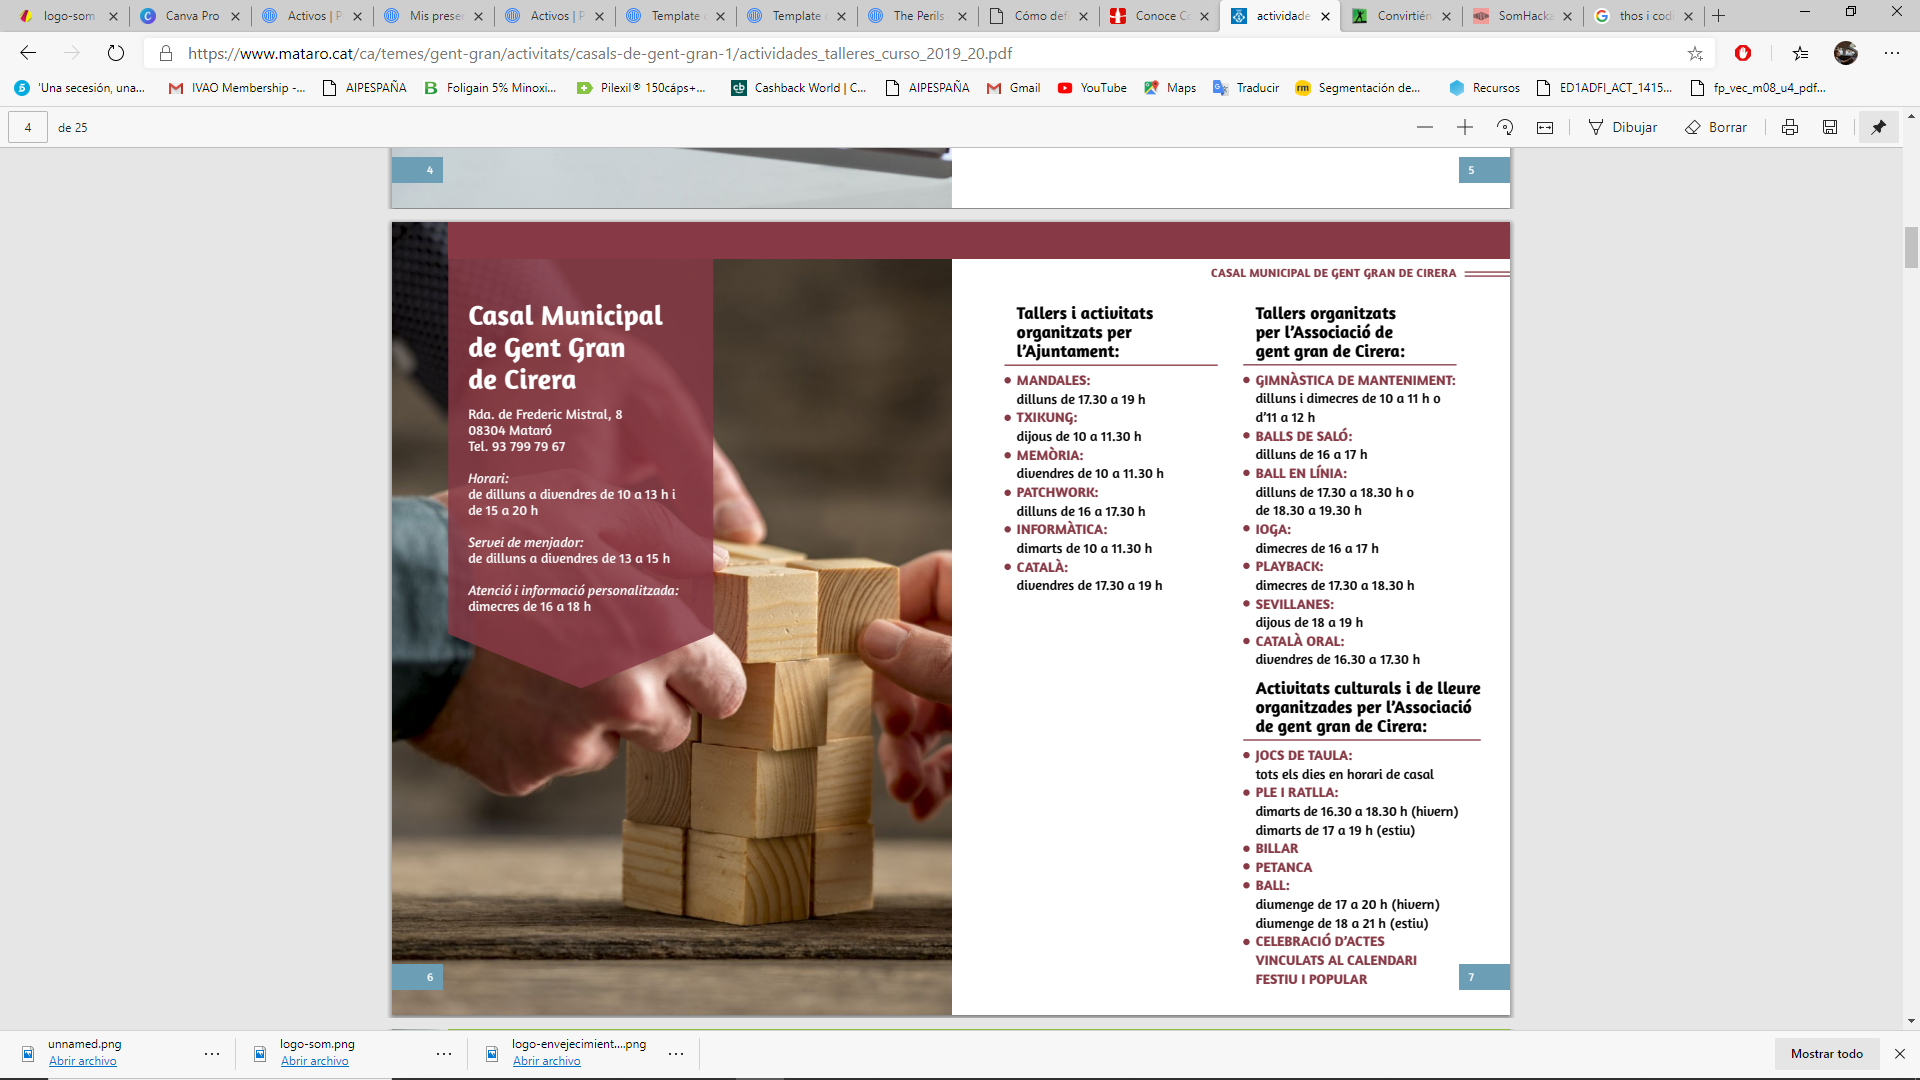 logo-som
Canva Pro
Activos | P
Mis prese
Activos | P
Template
Template
The Perils
Cómo def
Conoce C
actividade
Convirtién
SomHacka
thos i cod
https://www.mataro.cat/ca/temes/gent-gran/activitats/casals-de-gent-gran-1/actividades_talleres_curso_2019_20.pdf
'Una secesión, una...
IVAO Membership -...
AIPESPAÑA
Foligain 5% Minoxi...
Pilexil® 150cáps+...
Cashback World | C...
AIPESPAÑA
Gmail
YouTube
Maps
Traducir
Segmentación de...
Recursos
ED1ADFI_ACT_1415...
fp_vec_m08_u4_pdf...
4 de 25
Dibujar
Borrar
4
5
Casal Municipal
de Gent Gran
de Cirera
Rda. de Frederic Mistral, 8
08304 Mataró
Tel. 93 799 79 67
Horari:
de dilluns a divendres de 10 a 13 h i
de 15 a 20 h
Servei de menjador:
de dilluns a divendres de 13 a 15 h
Atenció i informació personalitzada:
dimecres de 16 a 18 h
6
CASAL MUNICIPAL DE GENT GRAN DE CIRERA
Tallers i activitats
organitzats per
l'Ajuntament:
• MANDALES:
dilluns de 17.30 a 19 h
• TXIKUNG:
dijous de 10 a 11.30 h
• MEMÒRIA:
divendres de 10 a 11.30 h
• PATCHWORK:
dilluns de 16 a 17.30 h
• INFORMÀTICA:
dimarts de 10 a 11.30 h
• CATALÀ:
divendres de 17.30 a 19 h
Tallers organitzats
per l'Associació de
gent gran de Cirera:
• GIMNÀSTICA DE MANTENIMENT:
dilluns i dimecres de 10 a 11 h o
d'11 a 12 h
• BALLS DE SALÓ:
dilluns de 16 a 17 h
• BALL EN LÍNIA:
dilluns de 17.30 a 18.30 h o
de 18.30 a 19.30 h
• IOGA:
dimecres de 16 a 17 h
• PLAYBACK:
dimecres de 17.30 a 18.30 h
• SEVILLANES:
dijous de 18 a 19 h
• CATALÀ ORAL:
divendres de 16.30 a 17.30 h
Activitats culturals i de lleure
organitzades per l'Associació
de gent gran de Cirera:
• JOCS DE TAULA:
tots els dies en horari de casal
• PLE I RATLLA:
dimarts de 16.30 a 18.30 h (hivern)
dimarts de 17 a 19 h (estiu)
• BILLAR
• PETANCA
• BALL:
diumenge de 17 a 20 h (hivern)
diumenge de 18 a 21 h (estiu)
• CELEBRACIÓ D'ACTES
VINCULATS AL CALENDARI
FESTIU I POPULAR
7
unnamed.png
Abrir archivo
logo-som.png
Abrir archivo
logo-envejecimient....png
Abrir archivo
Mostrar todo